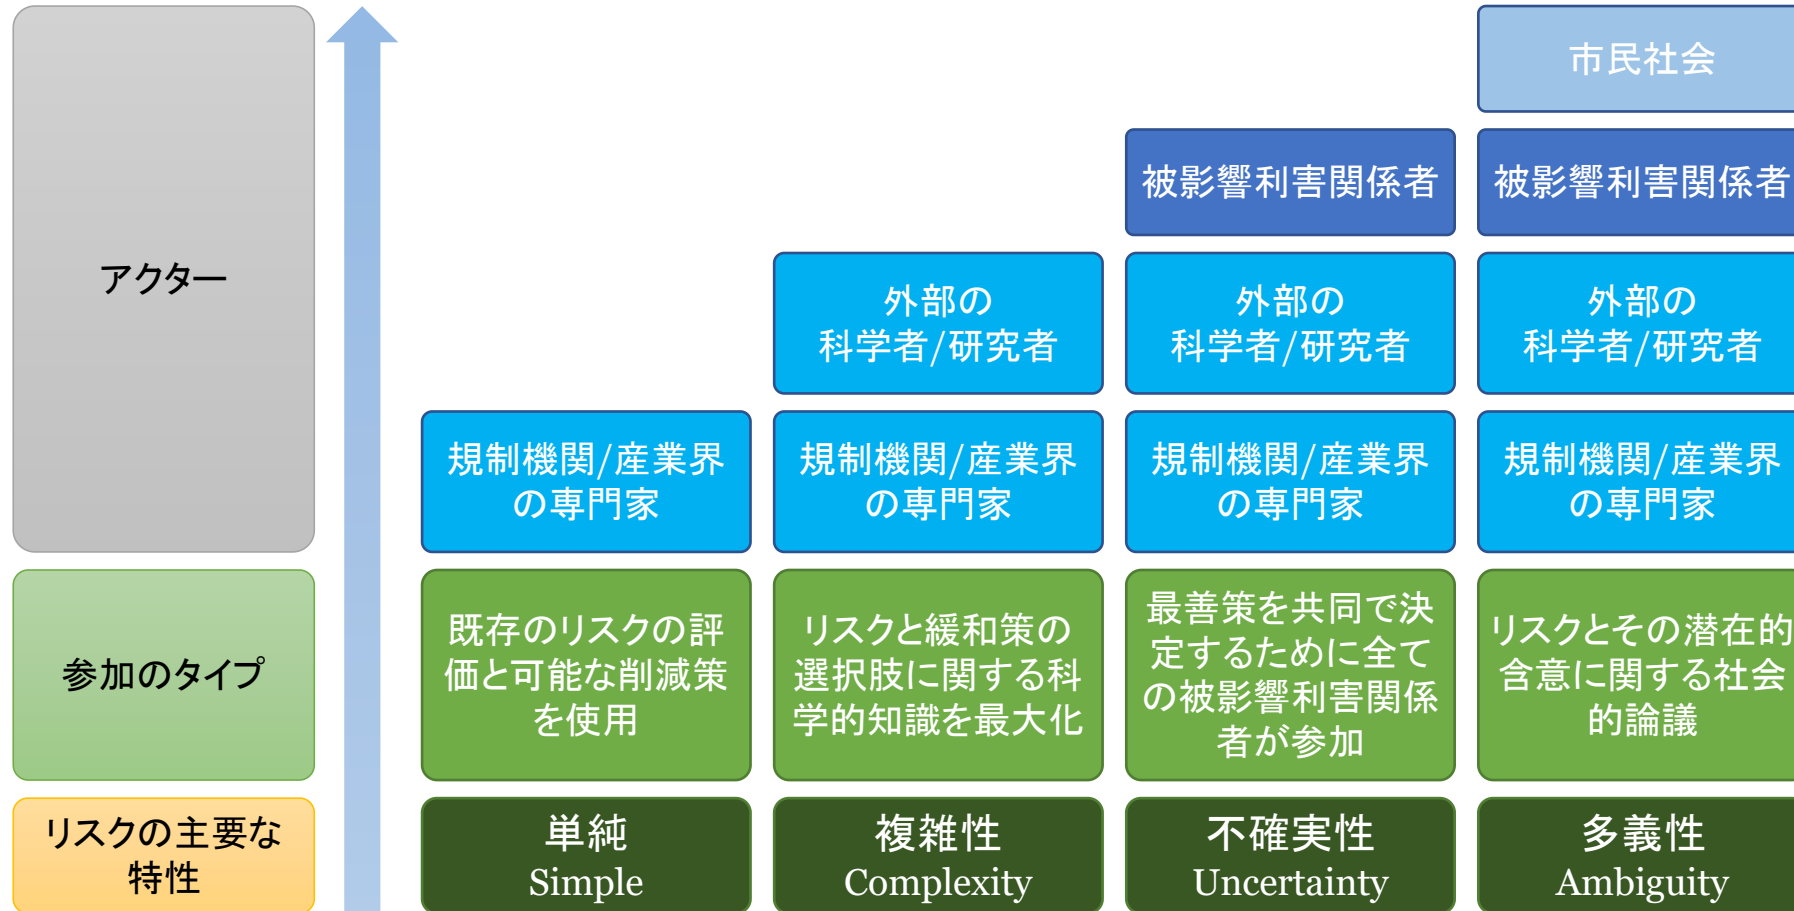 市民社会
被影響利害関係者
被影響利害関係者
アクター
外部の
科学者/研究者
外部の
科学者/研究者
外部の
科学者/研究者
規制機関/産業界
の専門家
規制機関/産業界
の専門家
規制機関/産業界
の専門家
規制機関/産業界
の専門家
参加のタイプ
既存のリスクの評
価と可能な削減策
を使用
リスクと緩和策の
選択肢に関する科
学的知識を最大化
最善策を共同で決
定するために全て
の被影響利害関係
者が参加
リスクとその潜在的
含意に関する社会
的論議
リスクの主要な
特性
単純
Simple
複雑性
Complexity
不確実性
Uncertainty
多義性
Ambiguity